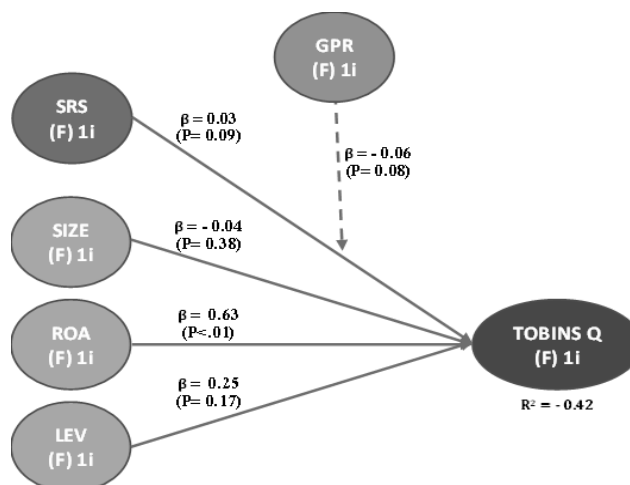 GPR
(F) 1i
SRS
(F) 1i
β = 0.03
(P= 0.09)
β = - 0.06
(P= 0.08)
SIZE
(F) 1i
β = - 0.04
(P= 0.38)
ROA
(F) 1i
β = 0.63
(P<.01)
TOBINS Q
(F) 1i
R² = - 0.42
β = 0.25
(P= 0.17)
LEV
(F) 1i